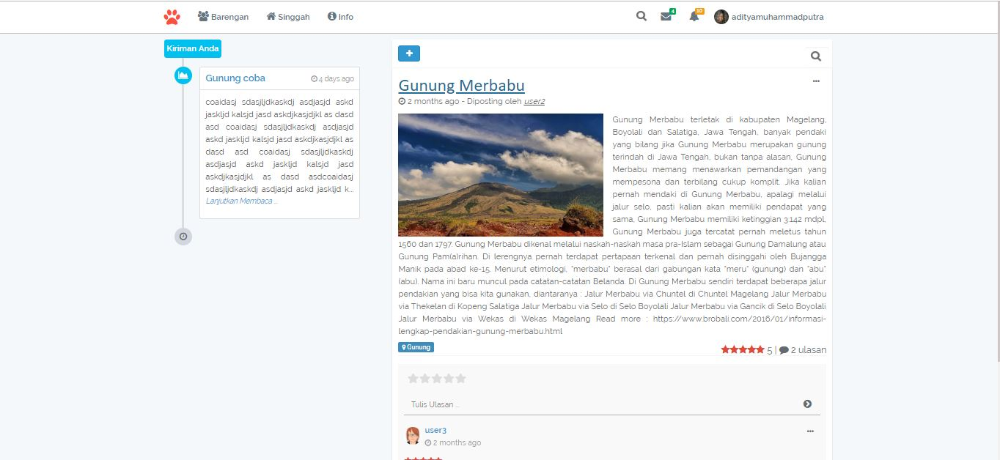 Barengan Singgah Info 4 10 adityamuhammadputra
Kiriman Anda
Gunung coba 4 days ago
coaidasj sdasjljdkaskdj asdjasjd askd
jaskljd kalsjd jasd askdjkasjdjkl as dasd
asd coaidasj sdasjljdkaskdj asdjasjd
askd jaskljd kalsjd jasd askdjkasjdjkl as
dasd asd coaidasj sdasjljdkaskdj
asdjasjd askd jaskljd kalsjd jasd
askdjkasjdjkl as dasd asdcoaidasj
sdasjljdkaskdj asdjasjd askd jaskljd k...
Lanjutkan Membaca ...
Gunung Merbabu
2 months ago - Diposting oleh user2
Gunung Merbabu terletak di kabupaten Magelang,
Boyolali dan Salatiga, Jawa Tengah, banyak pendaki
yang bilang jika Gunung Merbabu merupakan gunung
terindah di Jawa Tengah, bukan tanpa alasan, Gunung
Merbabu memang menawarkan pemandangan yang
mempesona dan terbilang cukup komplit. Jika kalian
pernah mendaki di Gunung Merbabu, apalagi melalui
jalur selo, pasti kalian akan memiliki pendapat yang
sama, Gunung Merbabu memiliki ketinggian 3.142 mdpl,
Gunung Merbabu juga tercatat pernah meletus tahun
1560 dan 1797. Gunung Merbabu dikenal melalui naskah-naskah masa pra-Islam sebagai Gunung Damalung atau
Gunung Pam(a)rihan. Di lerengnya pernah terdapat pertapaan terkenal dan pernah disinggahi oleh Bujangga
Manik pada abad ke-15. Menurut etimologi, "merbabu" berasal dari gabungan kata "meru" (gunung) dan "abu"
(abu). Nama ini baru muncul pada catatan-catatan Belanda. Di Gunung Merbabu sendiri terdapat beberapa jalur
pendakian yang bisa kita gunakan, diantaranya : Jalur Merbabu via Chuntel di Chuntel Magelang Jalur Merbabu
via Thekelan di Kopeng Salatiga Jalur Merbabu via Selo di Selo Boyolali Jalur Merbabu via Gancik di Selo Boyolali
Jalur Merbabu via Wekas di Wekas Magelang Read more : https://www.brobali.com/2016/01/informasi-
lengkap-pendakian-gunung-merbabu.html
Gunung 5 | 2 ulasan
Tulis Ulasan ...
user3
2 months ago